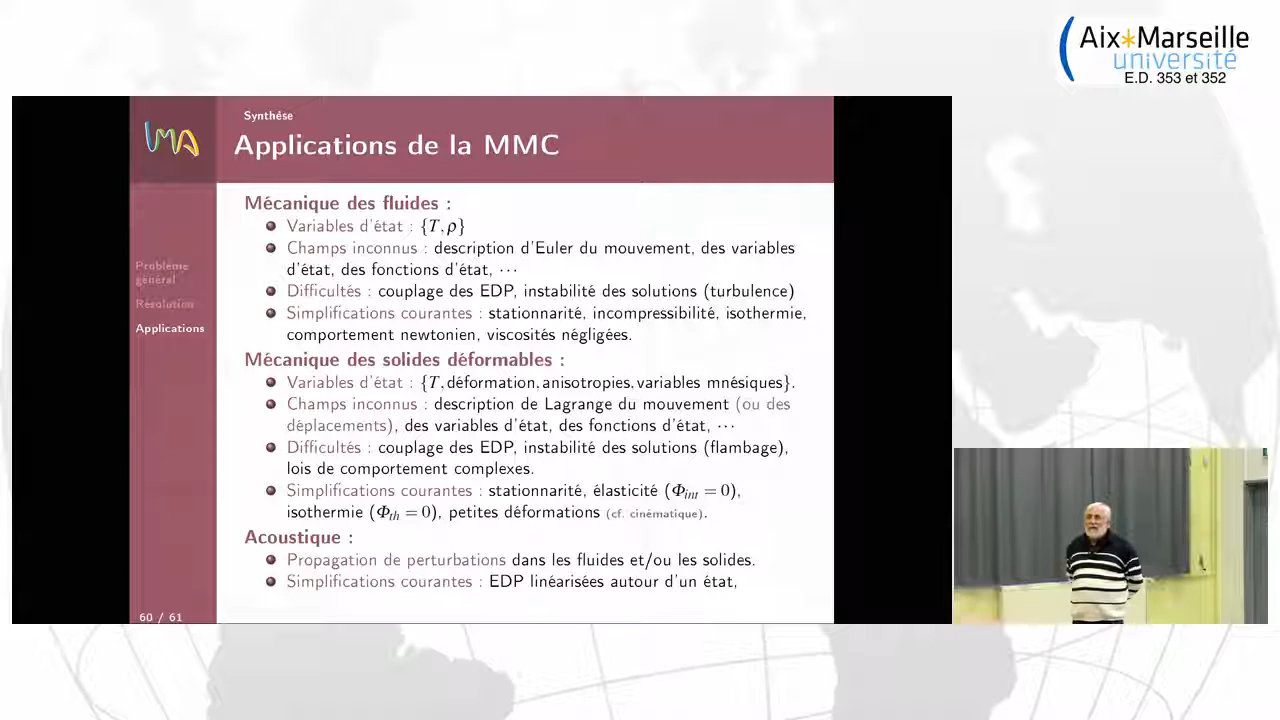 Aix*Marseille
université
E.D. 353 et 352
Synthése
Applications de la MMC
LMA
Mécanique des fluides :
Variables d'état : {T, ρ}
Champs inconnus : description d'Euler du mouvement, des variables
d'état, des fonctions d'état, ···
Difficultés : couplage des EDP, instabilité des solutions (turbulence)
Simplifications courantes : stationnarité, incompressibilité, isothermie,
comportement newtonien, viscosités négligées.
Mécanique des solides déformables :
Variables d'état : {T, déformation, anisotropies, variables mnésiques}.
Champs inconnus : description de Lagrange du mouvement (ou des
déplacements), des variables d'état, des fonctions d'état, ···
Difficultés : couplage des EDP, instabilité des solutions (flambage),
lois de comportement complexes.
Simplifications courantes : stationnarité, élasticité (Φint = 0),
isothermie (Φth = 0), petites déformations (cf. cinématique).
Acoustique :
Propagation de perturbations dans les fluides et/ou les solides.
Simplifications courantes : EDP linéarisées autour d'un état,
Problème
général
Résolution
Applications
60 / 61